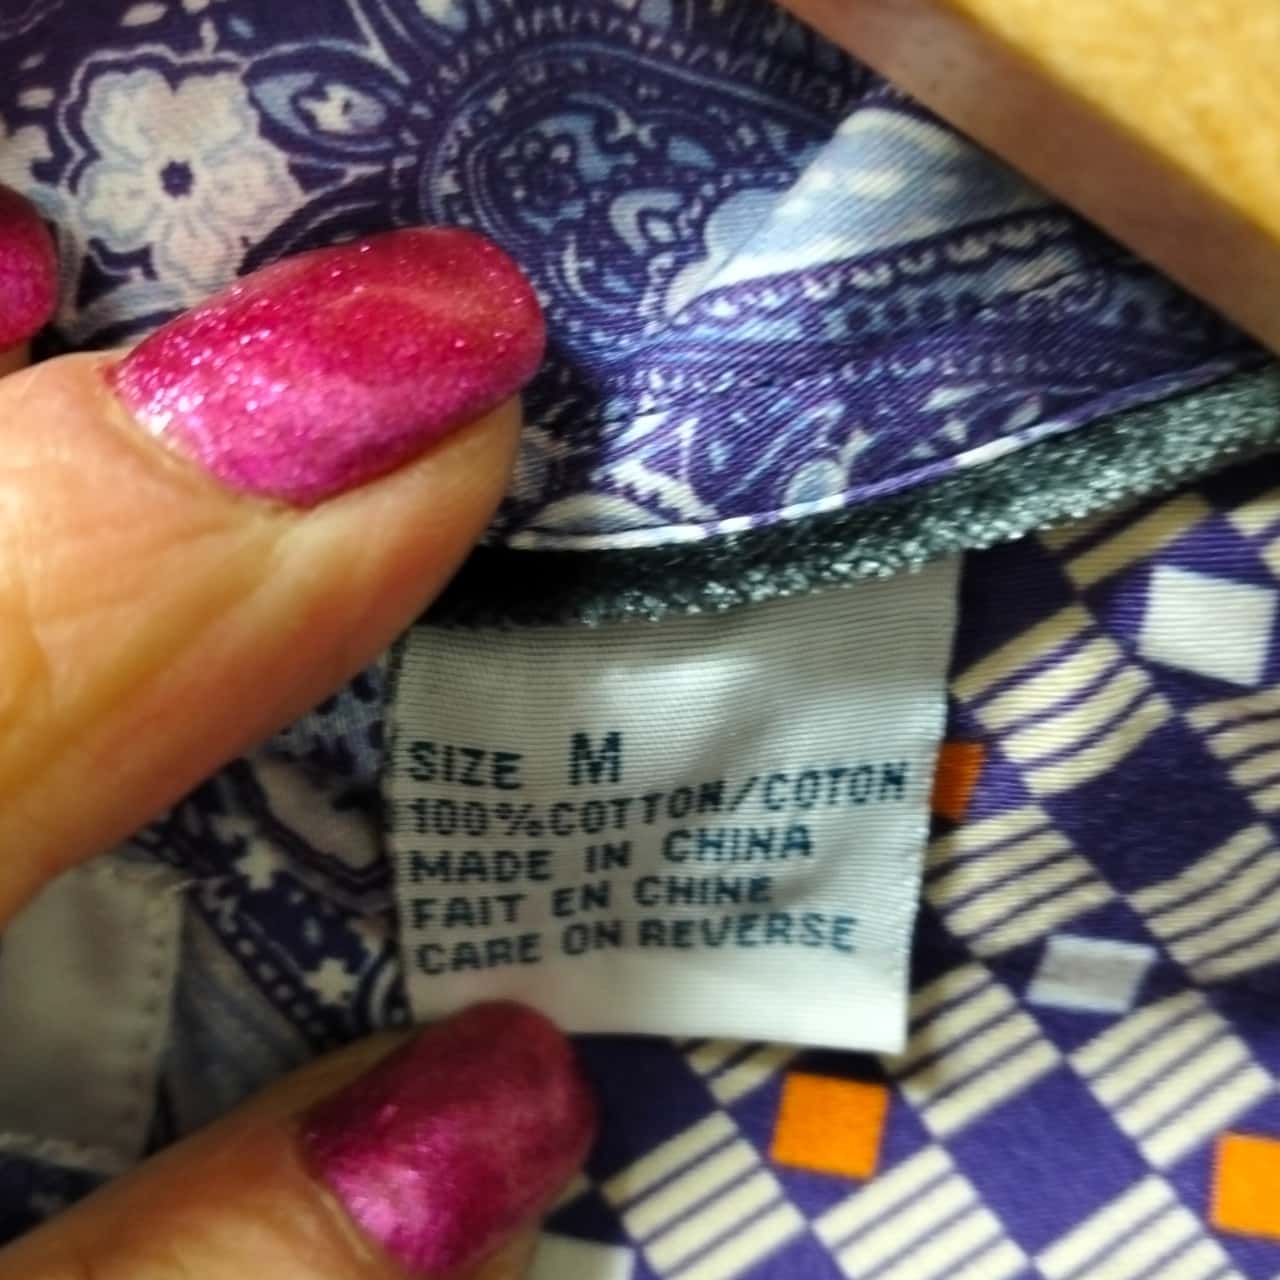 SIZE M
100%COTTON/COTON
MADE IN CHINA
FAIT EN CHINE
CARE ON REVERSE